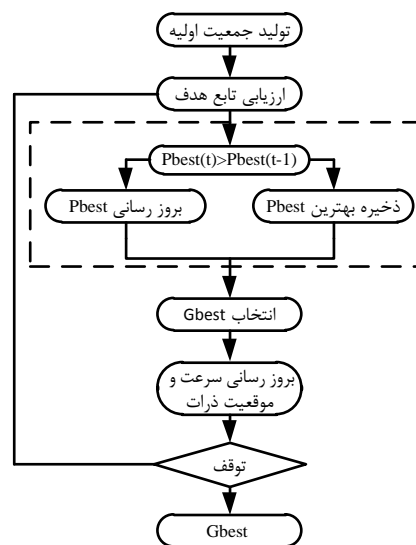 تولید جمعیت اولیه
ارزیابی تابع هدف
Pbest(t)>Pbest(t-1)
بروز رسانی Pbest
ذخیره بهترین Pbest
انتخاب Gbest
بروز رسانی سرعت و
موقعیت ذرات
توقف
Gbest